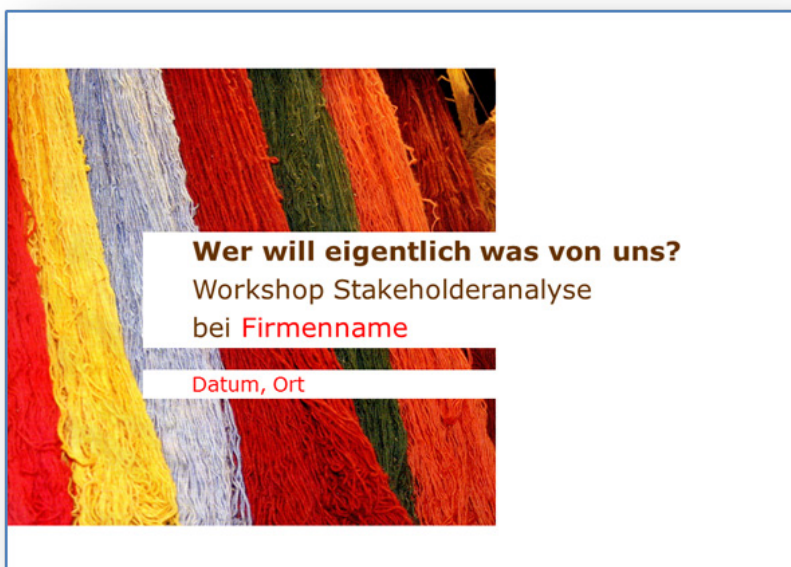 Wer will eigentlich was von uns?
Workshop Stakeholderanalyse
bei Firmenname
Datum, Ort